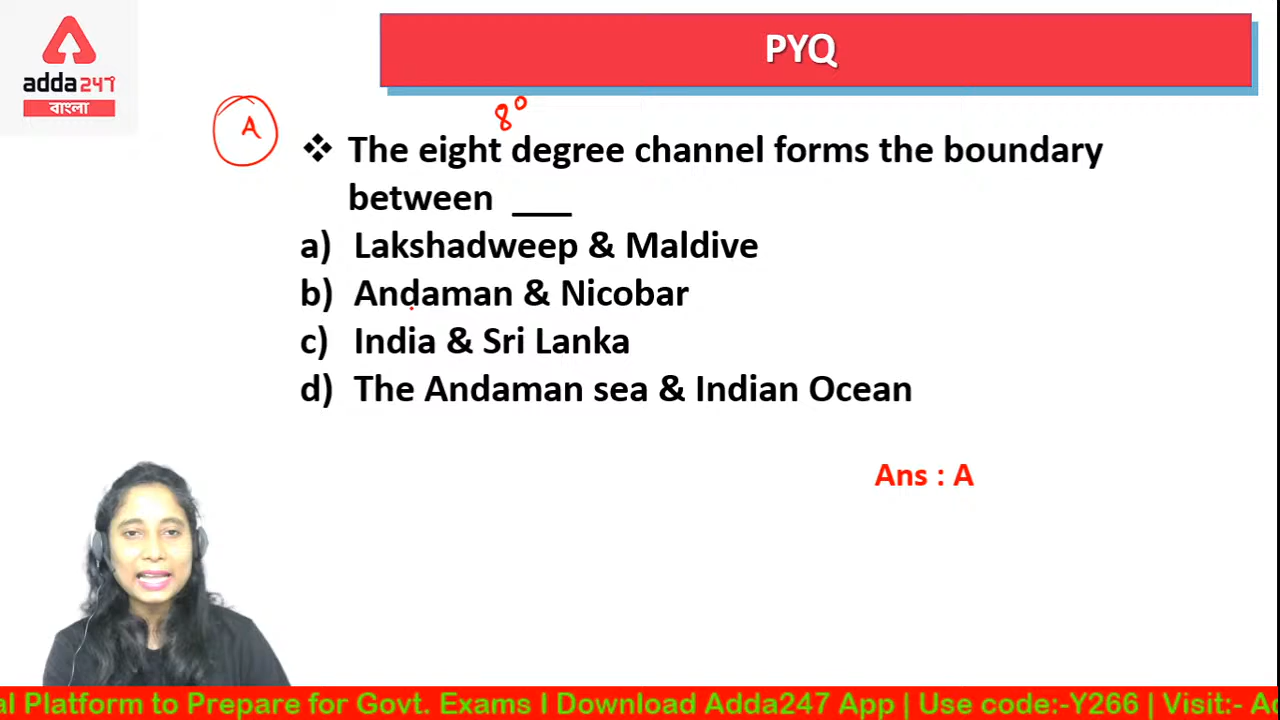 PYQ
adda247
বাংলা
A
8°
❖ The eight degree channel forms the boundary
between ___
a) Lakshadweep & Maldive
b) Andaman & Nicobar
c) India & Sri Lanka
d) The Andaman sea & Indian Ocean
Ans : A
al Platform to Prepare for Govt. Exams I Download Adda247 App | Use code:-Y266 | Visit:- Ad